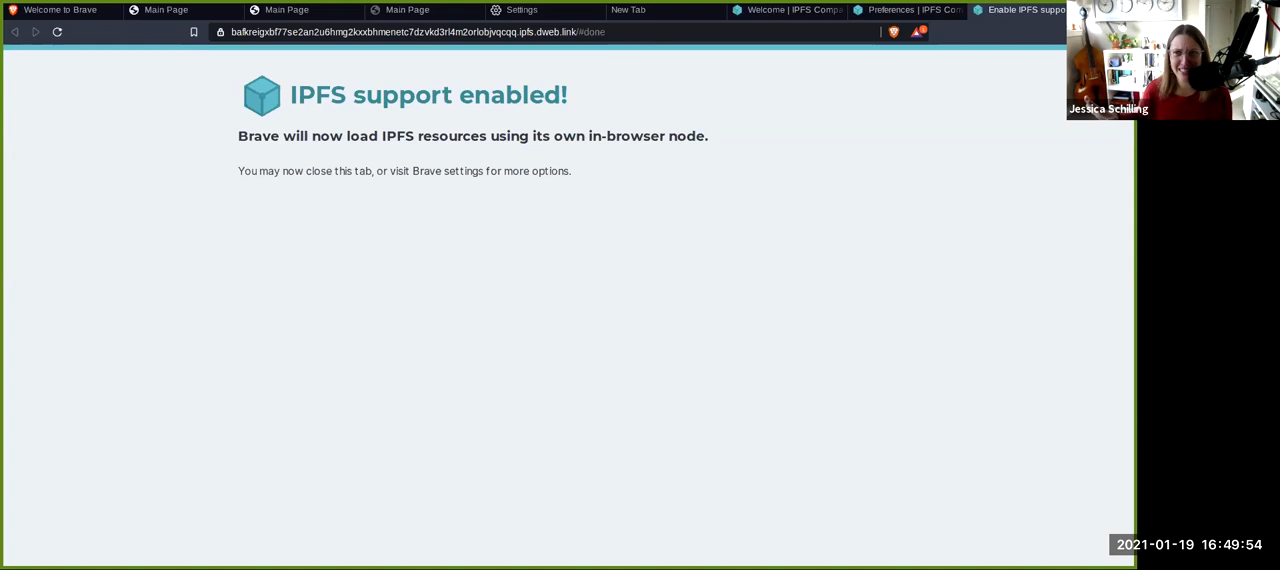 Welcome to Brave
Main Page
Main Page
Main Page
Settings
New Tab
Welcome | IPFS Compa
Preferences | IPFS Com
Enable IPFS suppo
bafkreigxbf77se2an2u6hmg2kxxbhmenetc7dzvkd3rl4m2orlobjvqcqq.ipfs.dweb.link/#done
Jessica Schilling
IPFS support enabled!
Brave will now load IPFS resources using its own in-browser node.
You may now close this tab, or visit Brave settings for more options.
2021-01-19 16:49:54